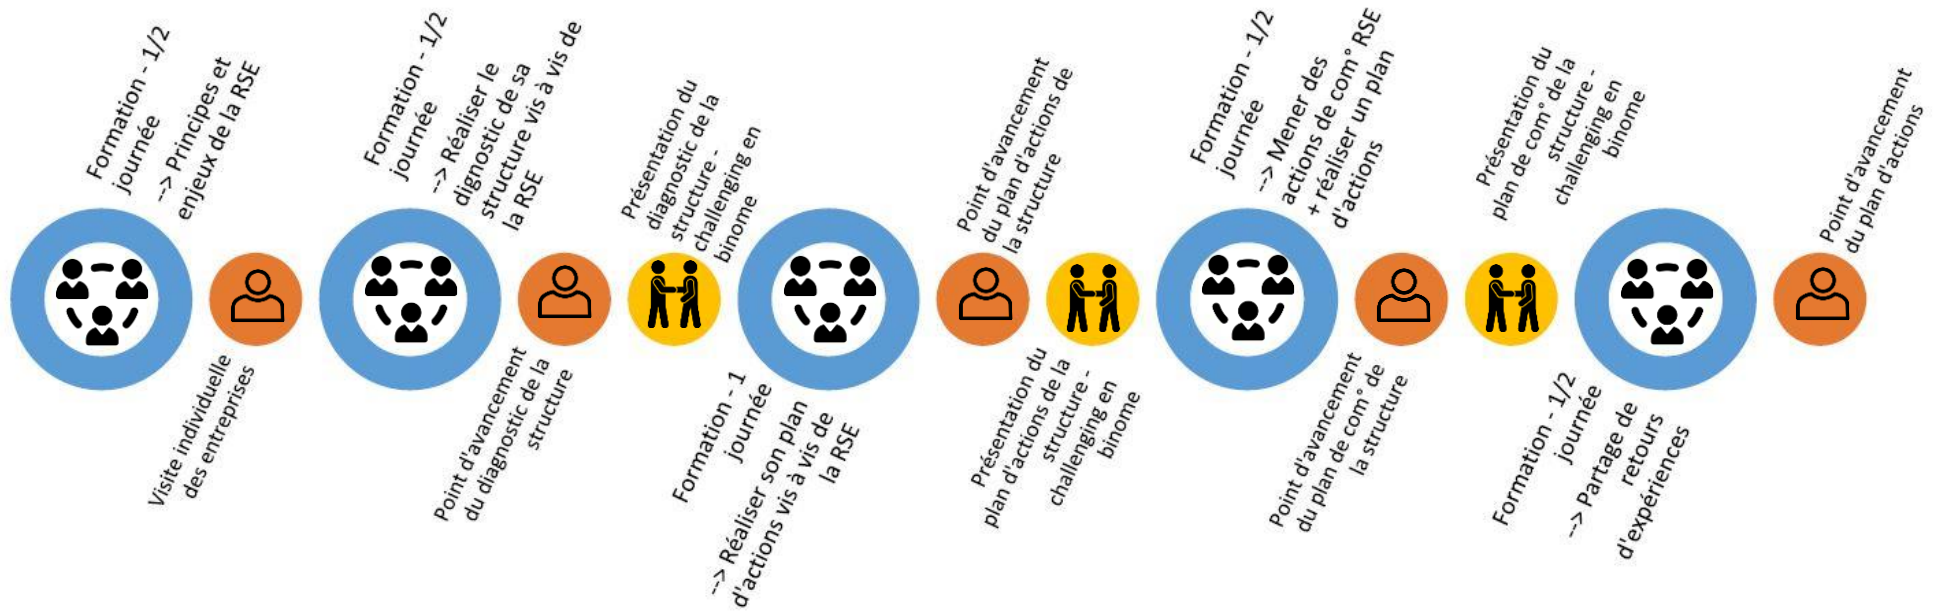 Formation - 1/2
journée
--> Principes et
enjeux de la RSE
Visite individuelle
des entreprises
Formation - 1/2
journée
--> Réaliser le
dignostic de sa
structure vis à vis de
la RSE
Point d'avancement
du diagnostic de la
structure
Présentation du
diagnostic de la
structure -
challenging en
binome
Formation - 1
journée
--> Réaliser son plan
d'actions vis à vis de
la RSE
Point d'avancement
du plan d'actions de
la structure
Présentation du
plan d'actions de la
structure -
challenging en
binome
Formation - 1/2
journée
--> Mener des
actions de com° RSE
+ réaliser un plan
d'actions
Point d'avancement
du plan de com° de
la structure
Présentation du
plan de com° de la
structure -
challenging en
binome
Formation - 1/2
journée
--> Partage de
retours
d'expériences
Point d'avancement
du plan d'actions